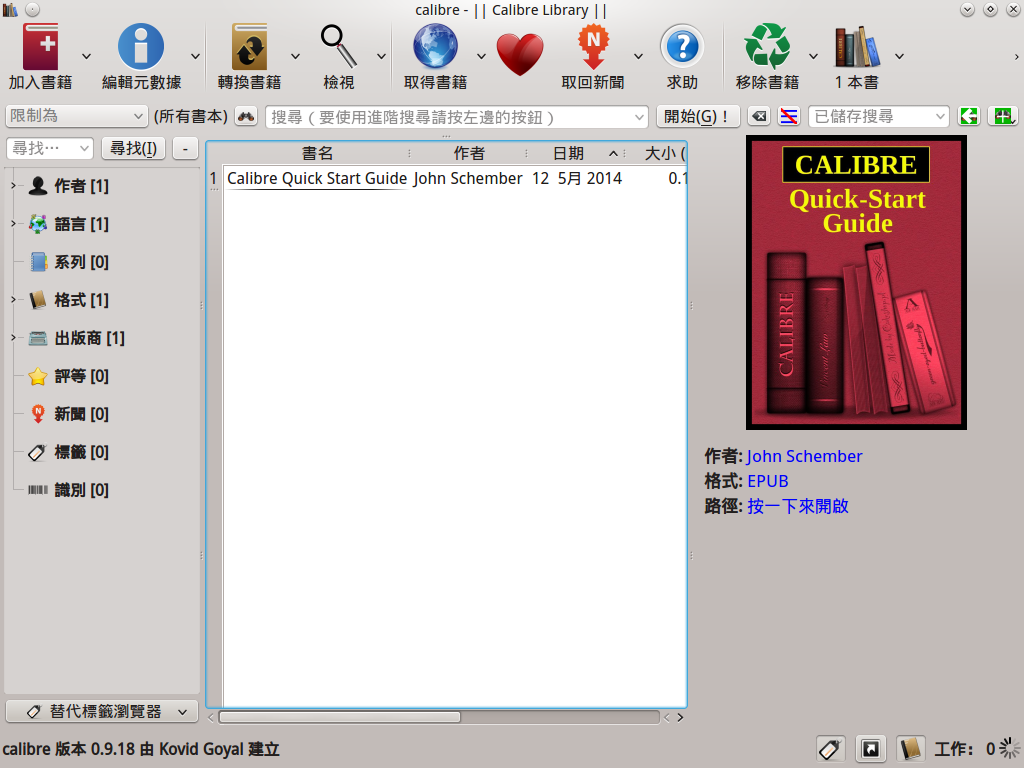 calibre - || Calibre Library ||
加入書籍 編輯元數據 轉換書籍 檢視 取得書籍 取回新聞 求助 移除書籍 1 本書
限制為 (所有書本) 搜尋（要使用進階搜尋請按左邊的按鈕） 開始(G)！ 已儲存搜尋
尋找⋯ 尋找(I) -
書名 作者 日期 大小 (
1 Calibre Quick Start Guide John Schember 12 5月 2014 0.1
作者 [1]
語言 [1]
系列 [0]
格式 [1]
出版商 [1]
評等 [0]
新聞 [0]
標籤 [0]
識別 [0]
CALIBRE
Quick-Start
Guide
CALIBRE
作者: John Schember
格式: EPUB
路徑: 按一下來開啟
替代標籤瀏覽器
calibre 版本 0.9.18 由 Kovid Goyal 建立
工作： 0